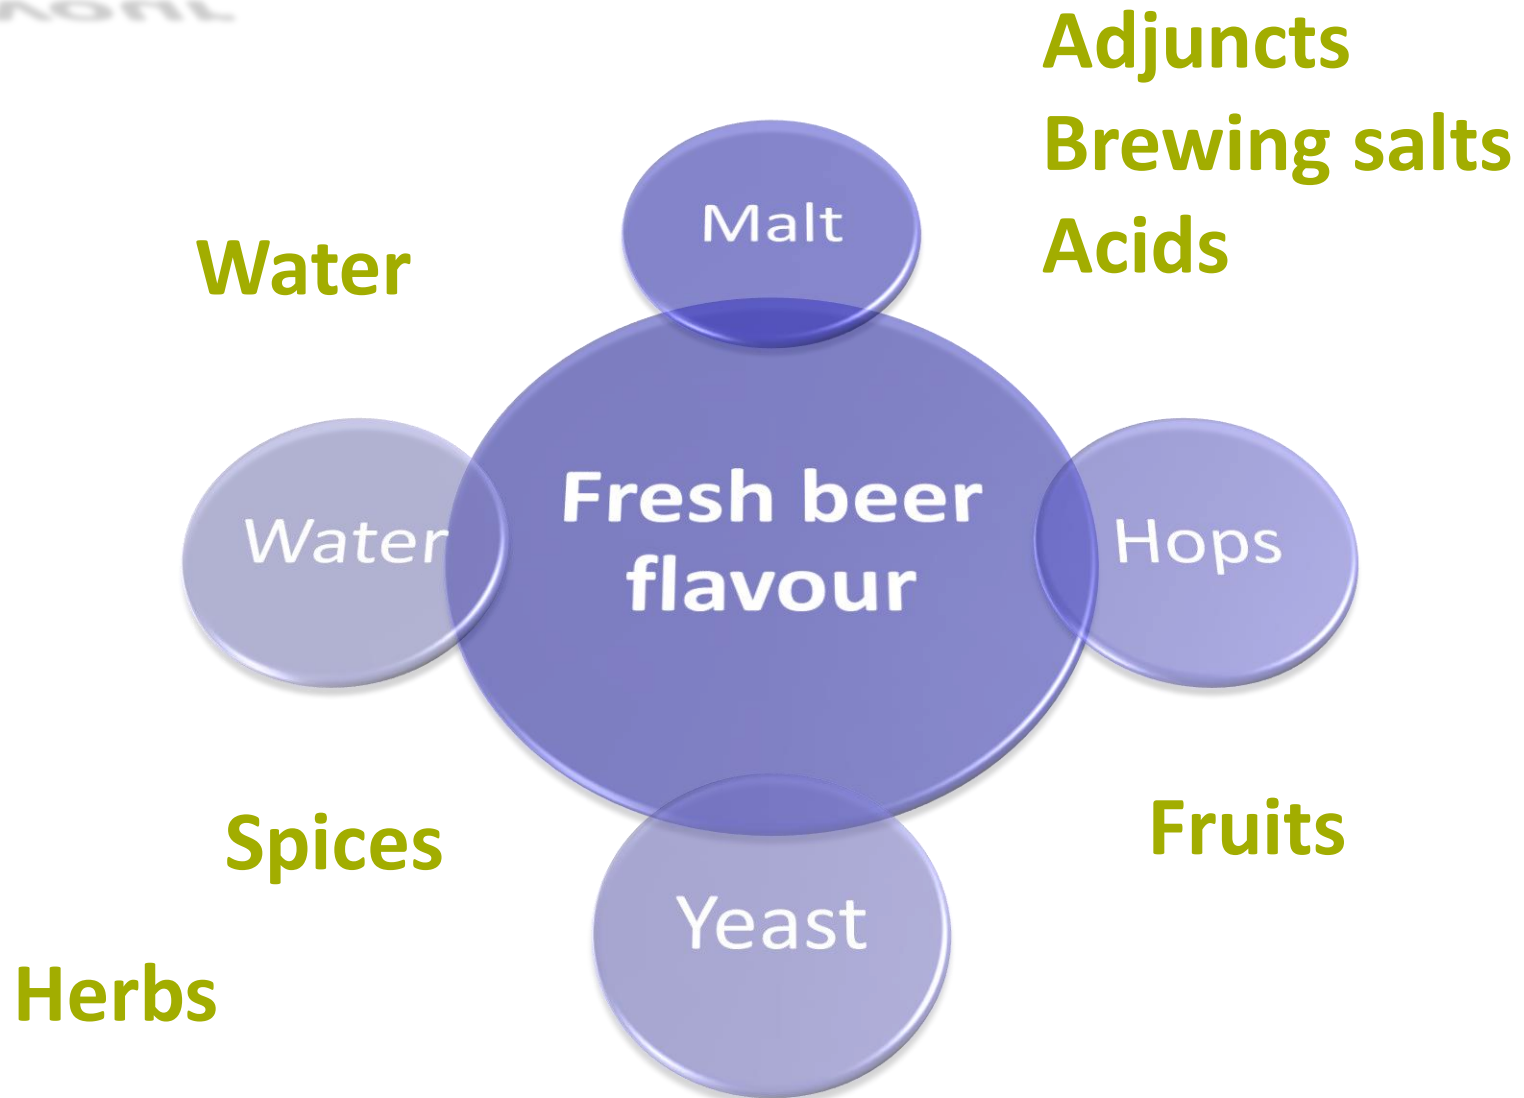 Adjuncts
Brewing salts
Acids
Malt
Water
Fresh beer
flavour
Water
Hops
Spices
Fruits
Yeast
Herbs